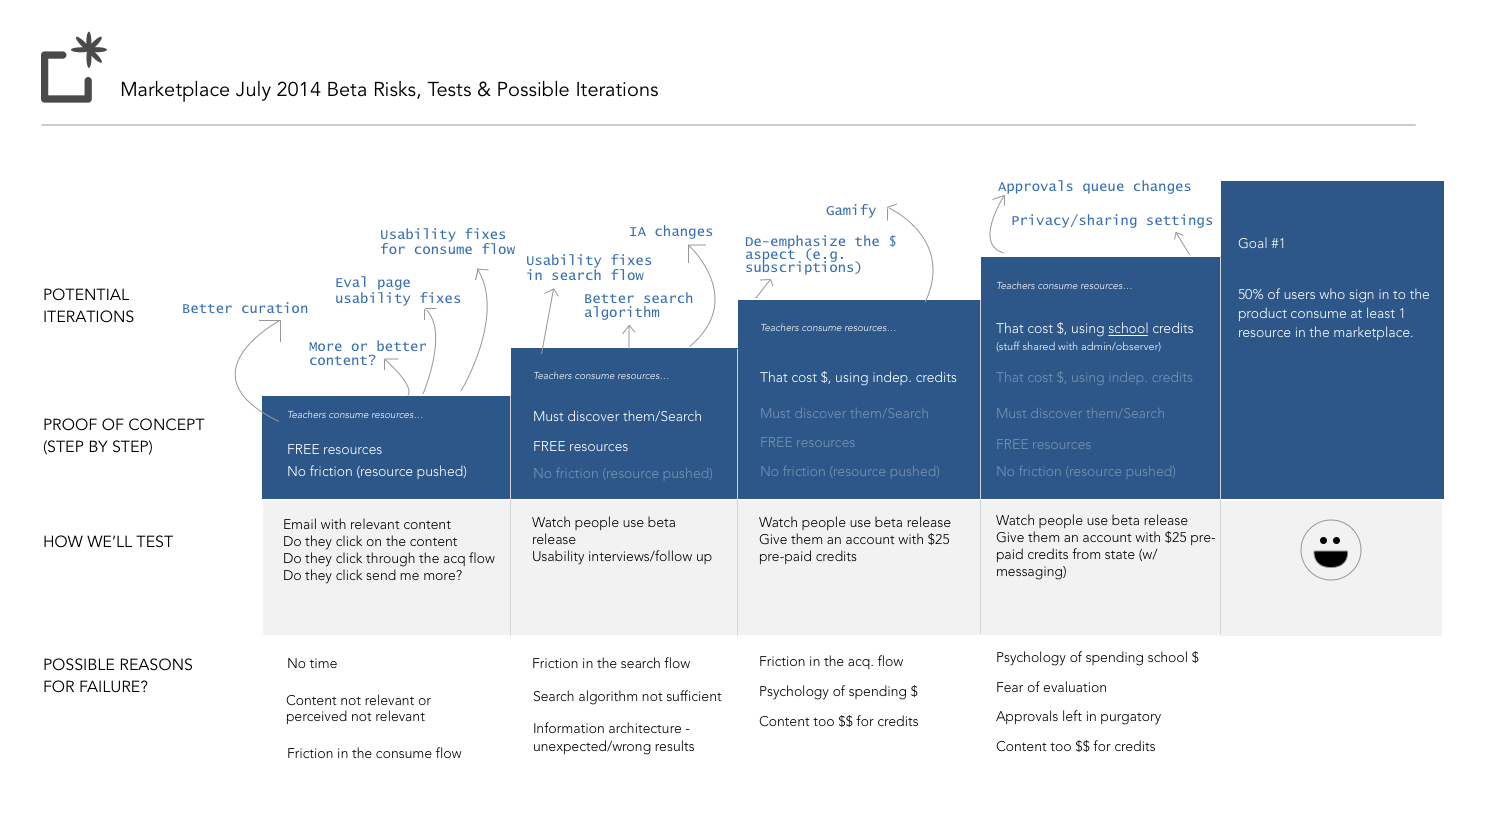 Marketplace July 2014 Beta Risks, Tests & Possible Iterations
POTENTIAL
ITERATIONS
Better curation
More or better
content?
Eval page
usability fixes
Usability fixes
for consume flow
Usability fixes
in search flow
Better search
algorithm
IA changes
De-emphasize the $
aspect (e.g.
subscriptions)
Gamify
Approvals queue changes
Privacy/sharing settings
PROOF OF CONCEPT
(STEP BY STEP)
Teachers consume resources...
FREE resources
No friction (resource pushed)
Teachers consume resources...
Must discover them/Search
FREE resources
No friction (resource pushed)
Teachers consume resources...
That cost $, using indep. credits
Must discover them/Search
FREE resources
No friction (resource pushed)
Teachers consume resources...
That cost $, using school credits
(stuff shared with admin/observer)
That cost $, using indep. credits
Must discover them/Search
FREE resources
No friction (resource pushed)
Goal #1
50% of users who sign in to the
product consume at least 1
resource in the marketplace.
HOW WE'LL TEST
Email with relevant content
Do they click on the content
Do they click through the acq flow
Do they click send me more?
Watch people use beta
release
Usability interviews/follow up
Watch people use beta release
Give them an account with $25
pre-paid credits
Watch people use beta release
Give them an account with $25 pre-
paid credits from state (w/
messaging)
POSSIBLE REASONS
FOR FAILURE?
No time
Content not relevant or
perceived not relevant
Friction in the consume flow
Friction in the search flow
Search algorithm not sufficient
Information architecture -
unexpected/wrong results
Friction in the acq. flow
Psychology of spending $
Content too $$ for credits
Psychology of spending school $
Fear of evaluation
Approvals left in purgatory
Content too $$ for credits